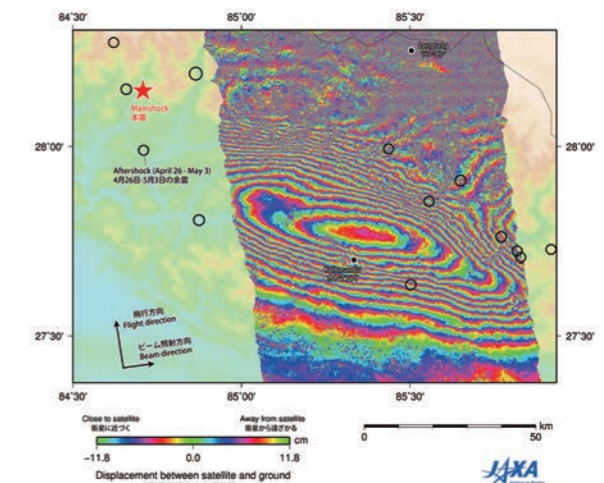 84˚30'
85˚00'
85˚30'
Mainshock
本震
28˚00'
28˚00'
Aftershock (April 26 - May 3)
4月26日-5月3日の余震
飛行方向
Flight direction
ビーム照射方向
Beam direction
27˚30'
27˚30'
84˚30'
85˚00'
85˚30'
Close to satellite
衛星に近づく
Away from satellite
衛星から遠ざかる
cm
−11.8
0.0
11.8
Displacement between satellite and ground
km
0
50
JAXA